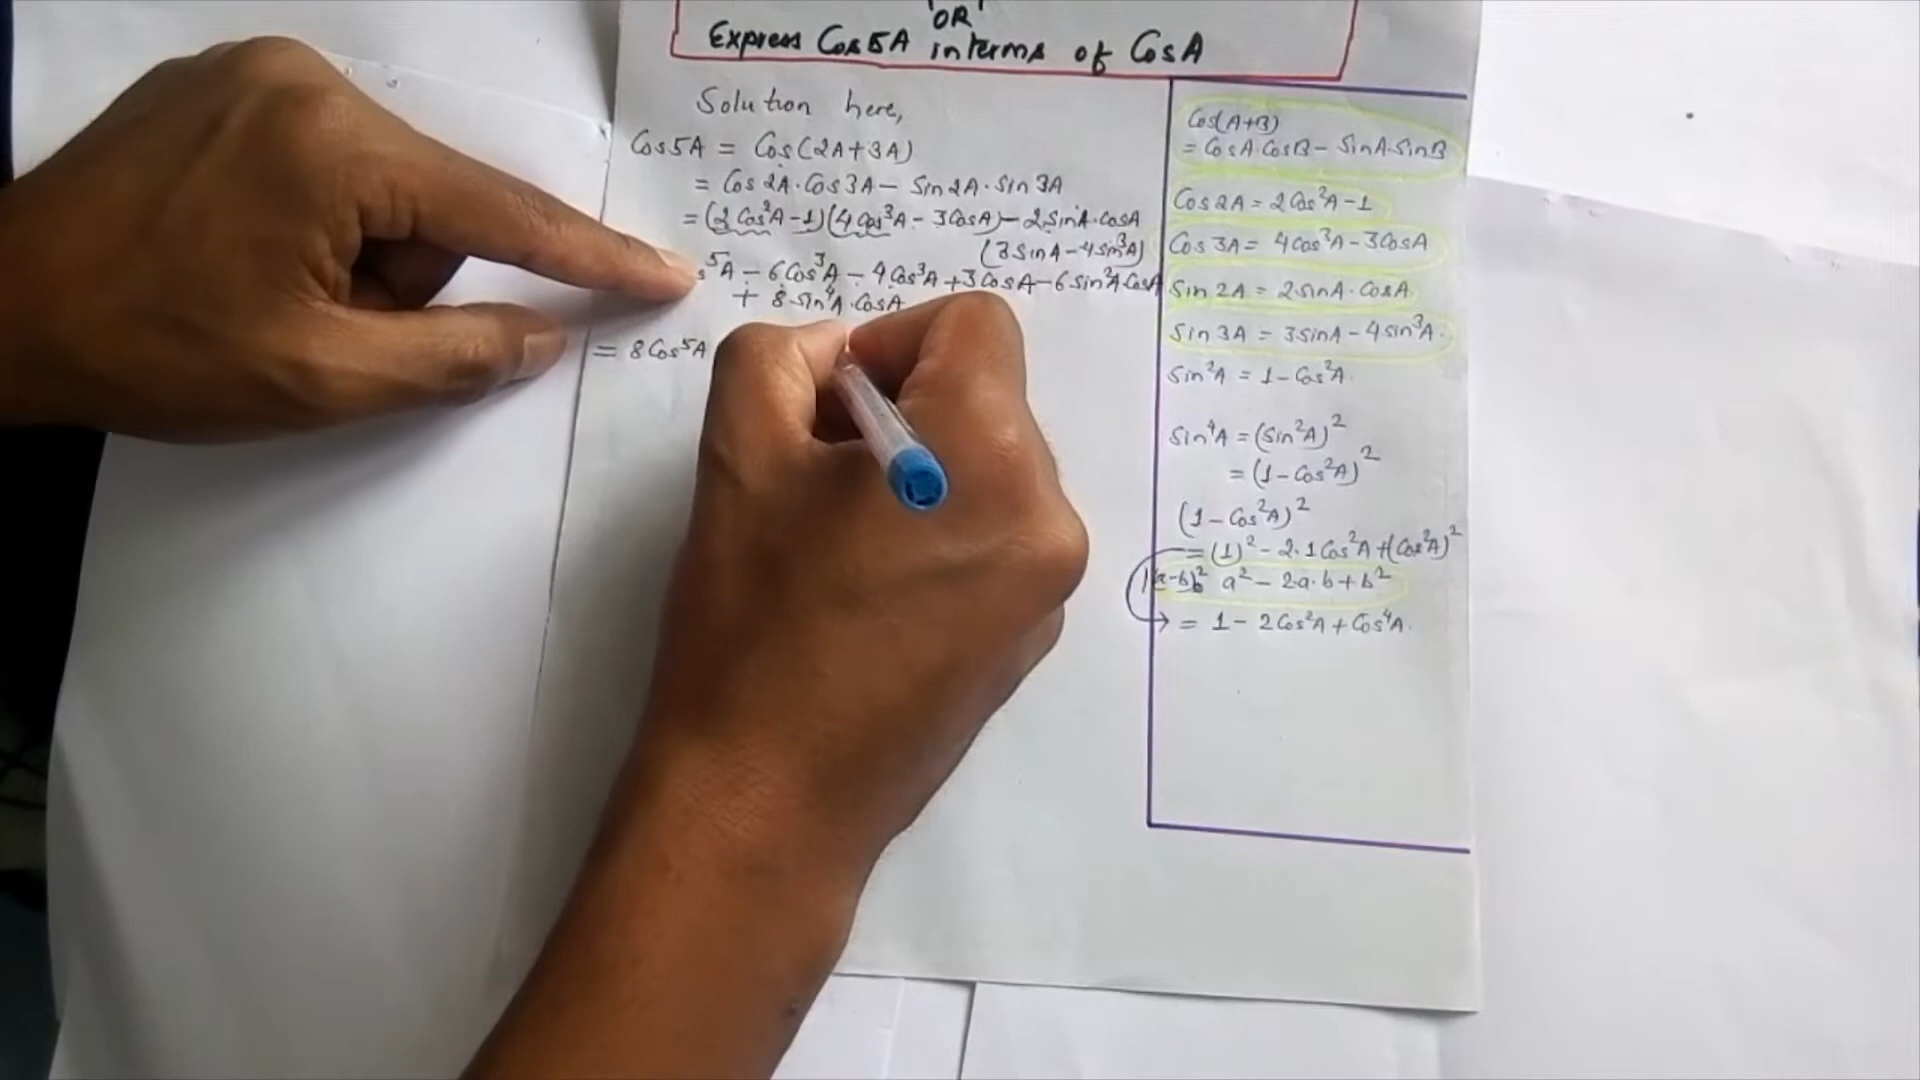 'OR'
Express Cos5A interms of CosA
Solution here,
Cos5A = Cos(2A+3A)
= Cos2A·Cos3A - Sin2A·Sin3A
= (2Cos²A-1)(4Cos³A - 3CosA) - 2SinA·CosA
(3SinA-4Sin³A)
s⁵A - 6Cos³A - 4Cos³A + 3CosA - 6Sin²A·CosA
+ 8Sin⁴A·CosA
= 8Cos⁵A
Cos(A+B)
= CosA·CosB - SinA·SinB
Cos2A = 2Cos²A-1
Cos3A = 4Cos³A-3CosA
Sin2A = 2SinA·CosA
Sin3A = 3SinA-4Sin³A.
Sin²A = 1-Cos²A.
Sin⁴A = (Sin²A)²
= (1-Cos²A)²
(1-Cos²A)²
= (1)² - 2·1Cos²A+(Cos²A)²
(a-b)² a² - 2·a·b+b²
→ = 1 - 2Cos²A + Cos⁴A.